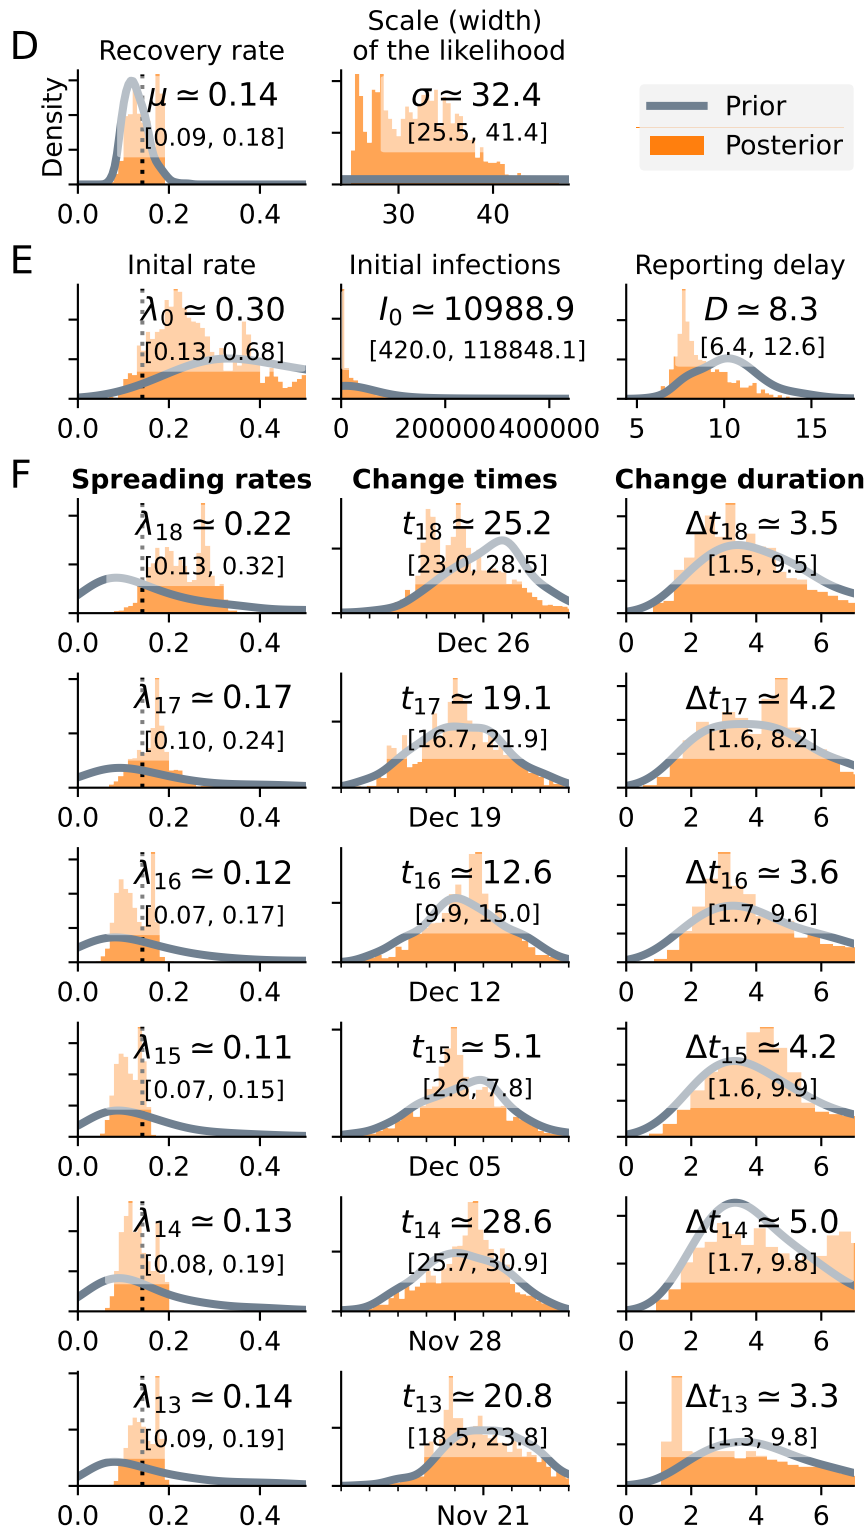 D
Recovery rate
Density
μ ≃ 0.14
[0.09, 0.18]
0.0 0.2 0.4
Scale (width)
of the likelihood
σ ≃ 32.4
[25.5, 41.4]
30 40
Prior
Posterior
E
Inital rate
λ0 ≃ 0.30
[0.13, 0.68]
0.0 0.2 0.4
Initial infections
I0 ≃ 10988.9
[420.0, 118848.1]
0 200000 400000
Reporting delay
D ≃ 8.3
[6.4, 12.6]
5 10 15
F
Spreading rates Change times Change duration
λ18 ≃ 0.22
[0.13, 0.32]
0.0 0.2 0.4
t18 ≃ 25.2
[23.0, 28.5]
Dec 26
Δt18 ≃ 3.5
[1.5, 9.5]
0 2 4 6
λ17 ≃ 0.17
[0.10, 0.24]
0.0 0.2 0.4
t17 ≃ 19.1
[16.7, 21.9]
Dec 19
Δt17 ≃ 4.2
[1.6, 8.2]
0 2 4 6
λ16 ≃ 0.12
[0.07, 0.17]
0.0 0.2 0.4
t16 ≃ 12.6
[9.9, 15.0]
Dec 12
Δt16 ≃ 3.6
[1.7, 9.6]
0 2 4 6
λ15 ≃ 0.11
[0.07, 0.15]
0.0 0.2 0.4
t15 ≃ 5.1
[2.6, 7.8]
Dec 05
Δt15 ≃ 4.2
[1.6, 9.9]
0 2 4 6
λ14 ≃ 0.13
[0.08, 0.19]
0.0 0.2 0.4
t14 ≃ 28.6
[25.7, 30.9]
Nov 28
Δt14 ≃ 5.0
[1.7, 9.8]
0 2 4 6
λ13 ≃ 0.14
[0.09, 0.19]
0.0 0.2 0.4
t13 ≃ 20.8
[18.5, 23.8]
Nov 21
Δt13 ≃ 3.3
[1.3, 9.8]
0 2 4 6